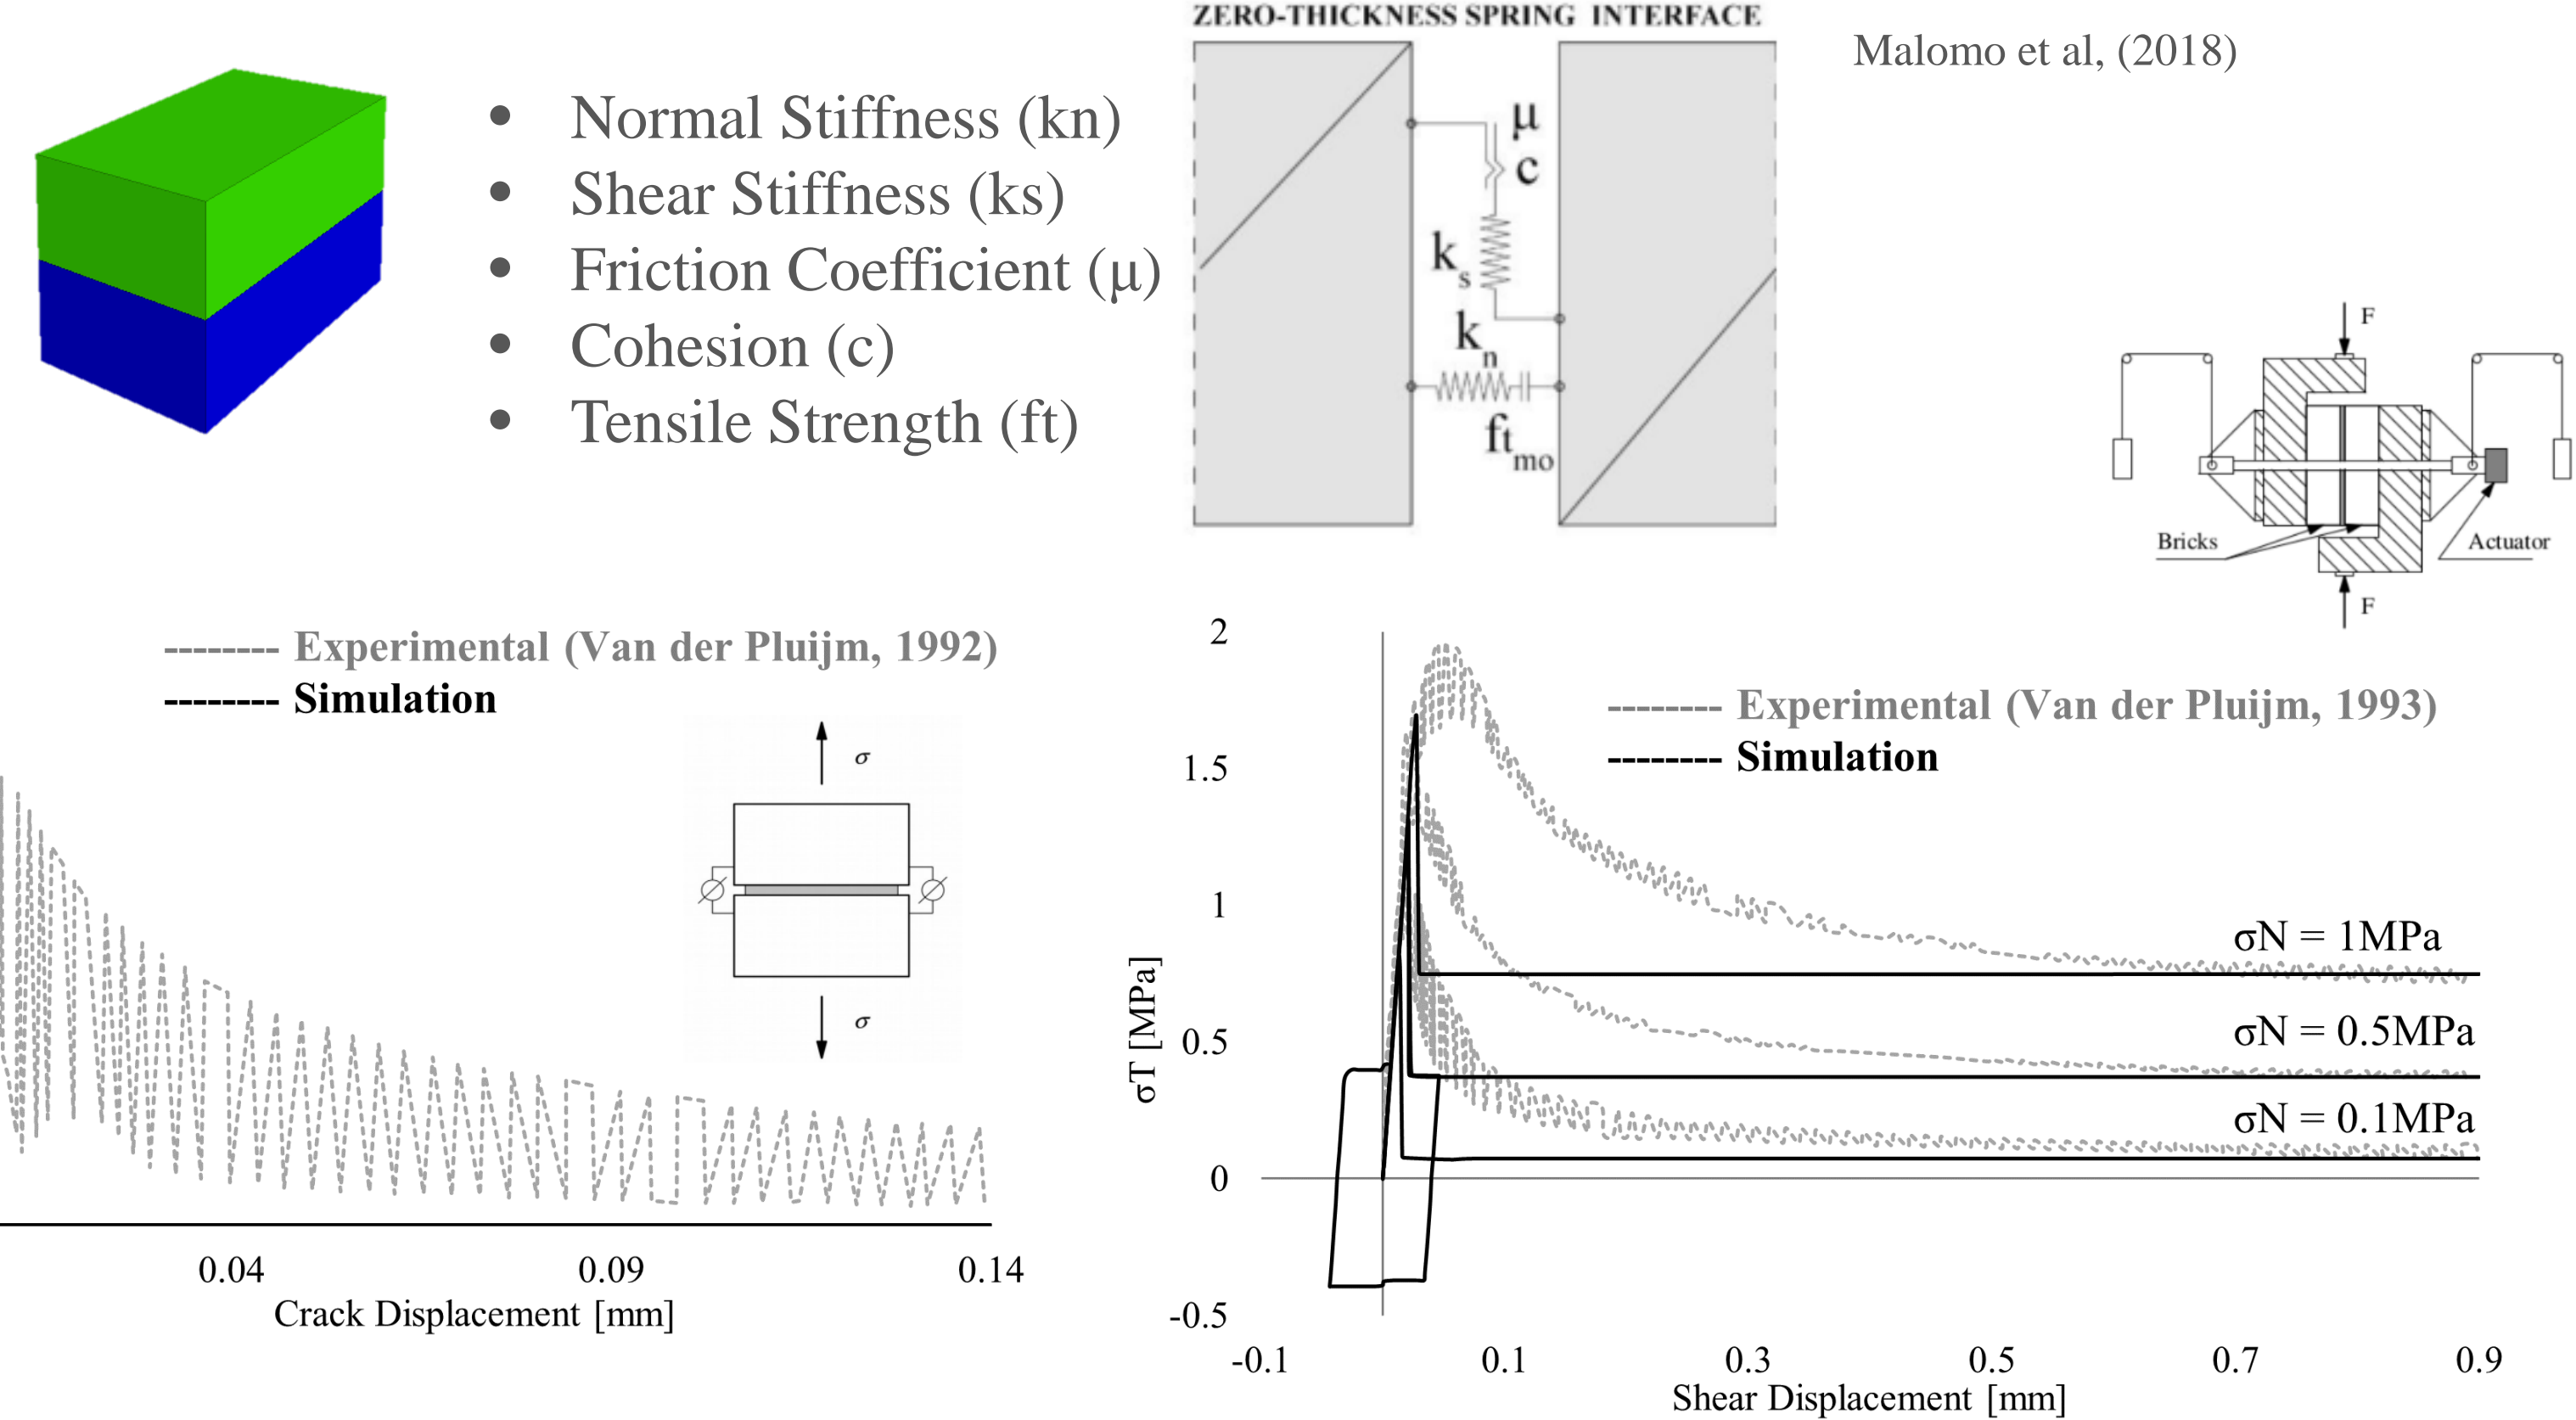 ZERO-THICKNESS SPRING INTERFACE
Malomo et al, (2018)
• Normal Stiffness (kn)
• Shear Stiffness (ks)
• Friction Coefficient (μ)
• Cohesion (c)
• Tensile Strength (ft)
μ
c
ks
kn
ftmo
F
Bricks
Actuator
F
-------- Experimental (Van der Pluijm, 1992)
-------- Simulation
σ
σ
0.04 0.09 0.14
Crack Displacement [mm]
-------- Experimental (Van der Pluijm, 1993)
-------- Simulation
2
1.5
1
0.5
0
-0.5
σT [MPa]
σN = 1MPa
σN = 0.5MPa
σN = 0.1MPa
-0.1 0.1 0.3 0.5 0.7 0.9
Shear Displacement [mm]